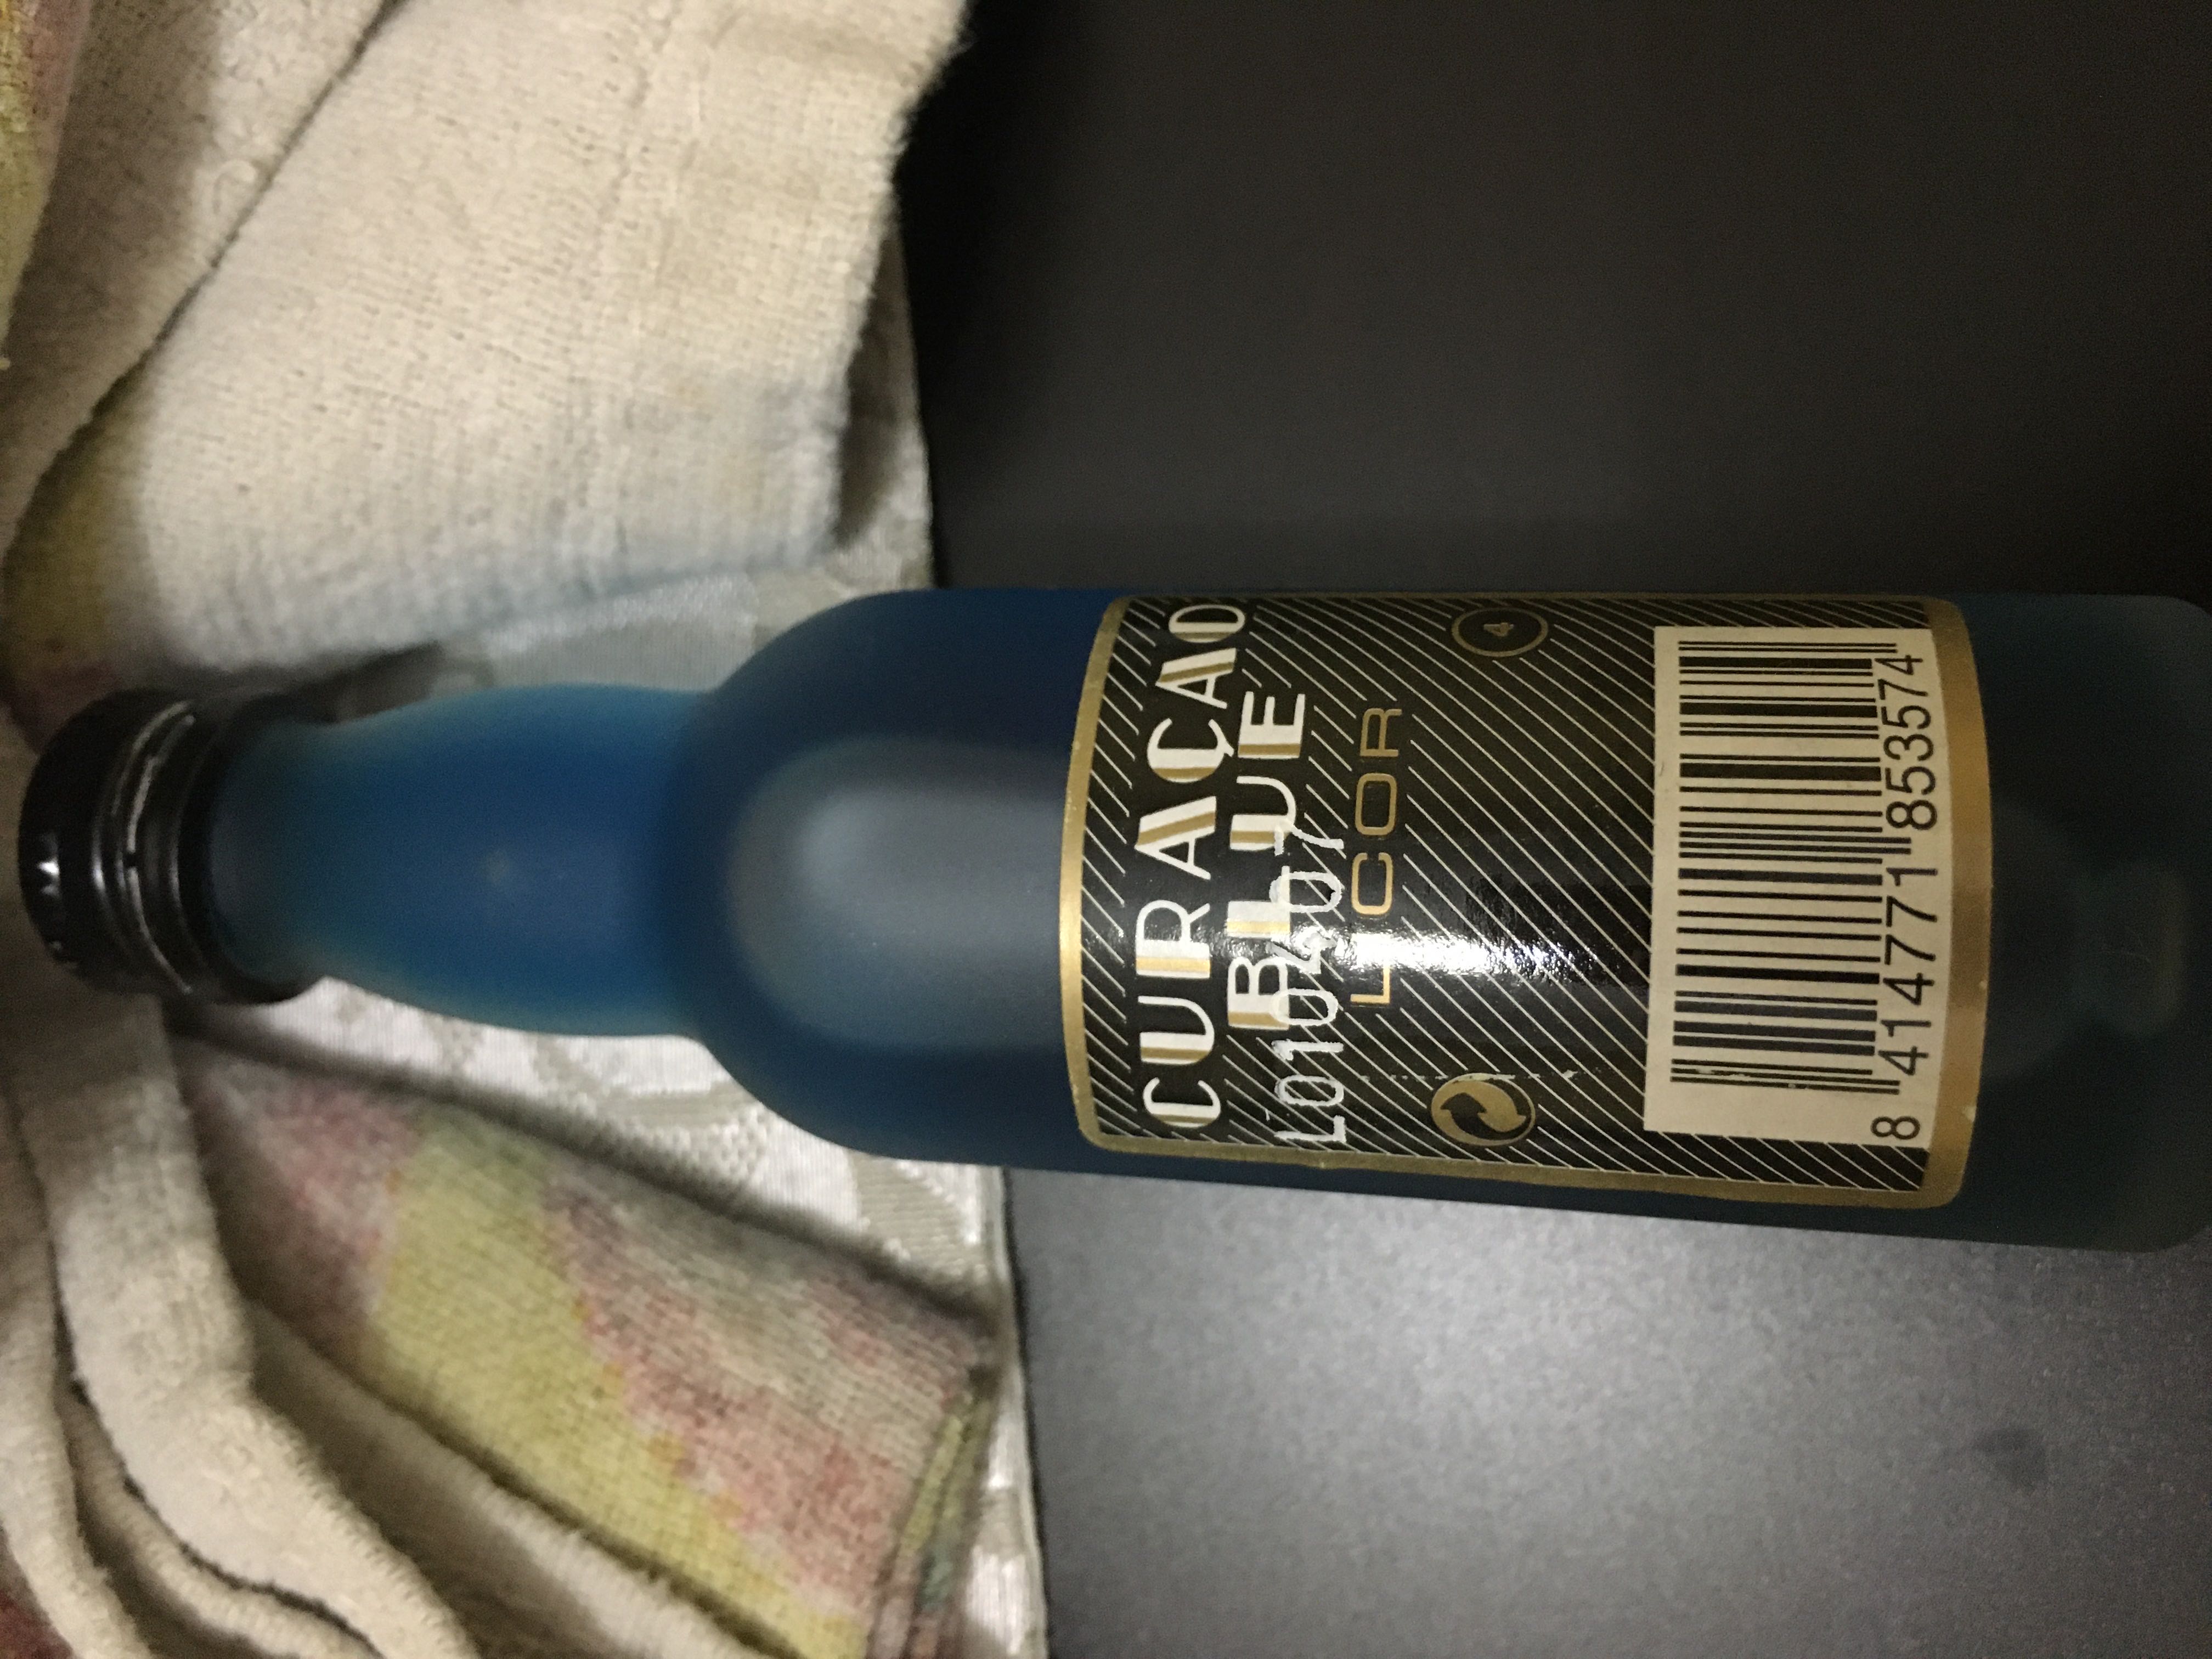 CURAÇAO
BLUE
L010407
LICOR
4
8 414771 853574